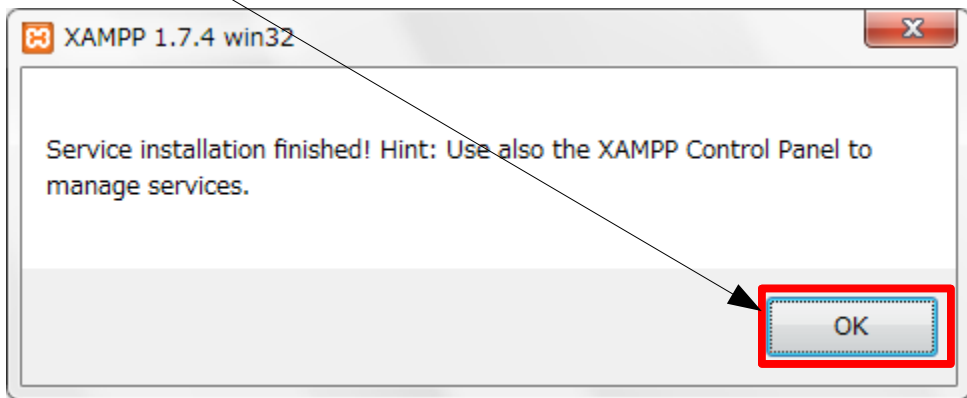 XAMPP 1.7.4 win32
Service installation finished! Hint: Use also the XAMPP Control Panel to
manage services.
OK